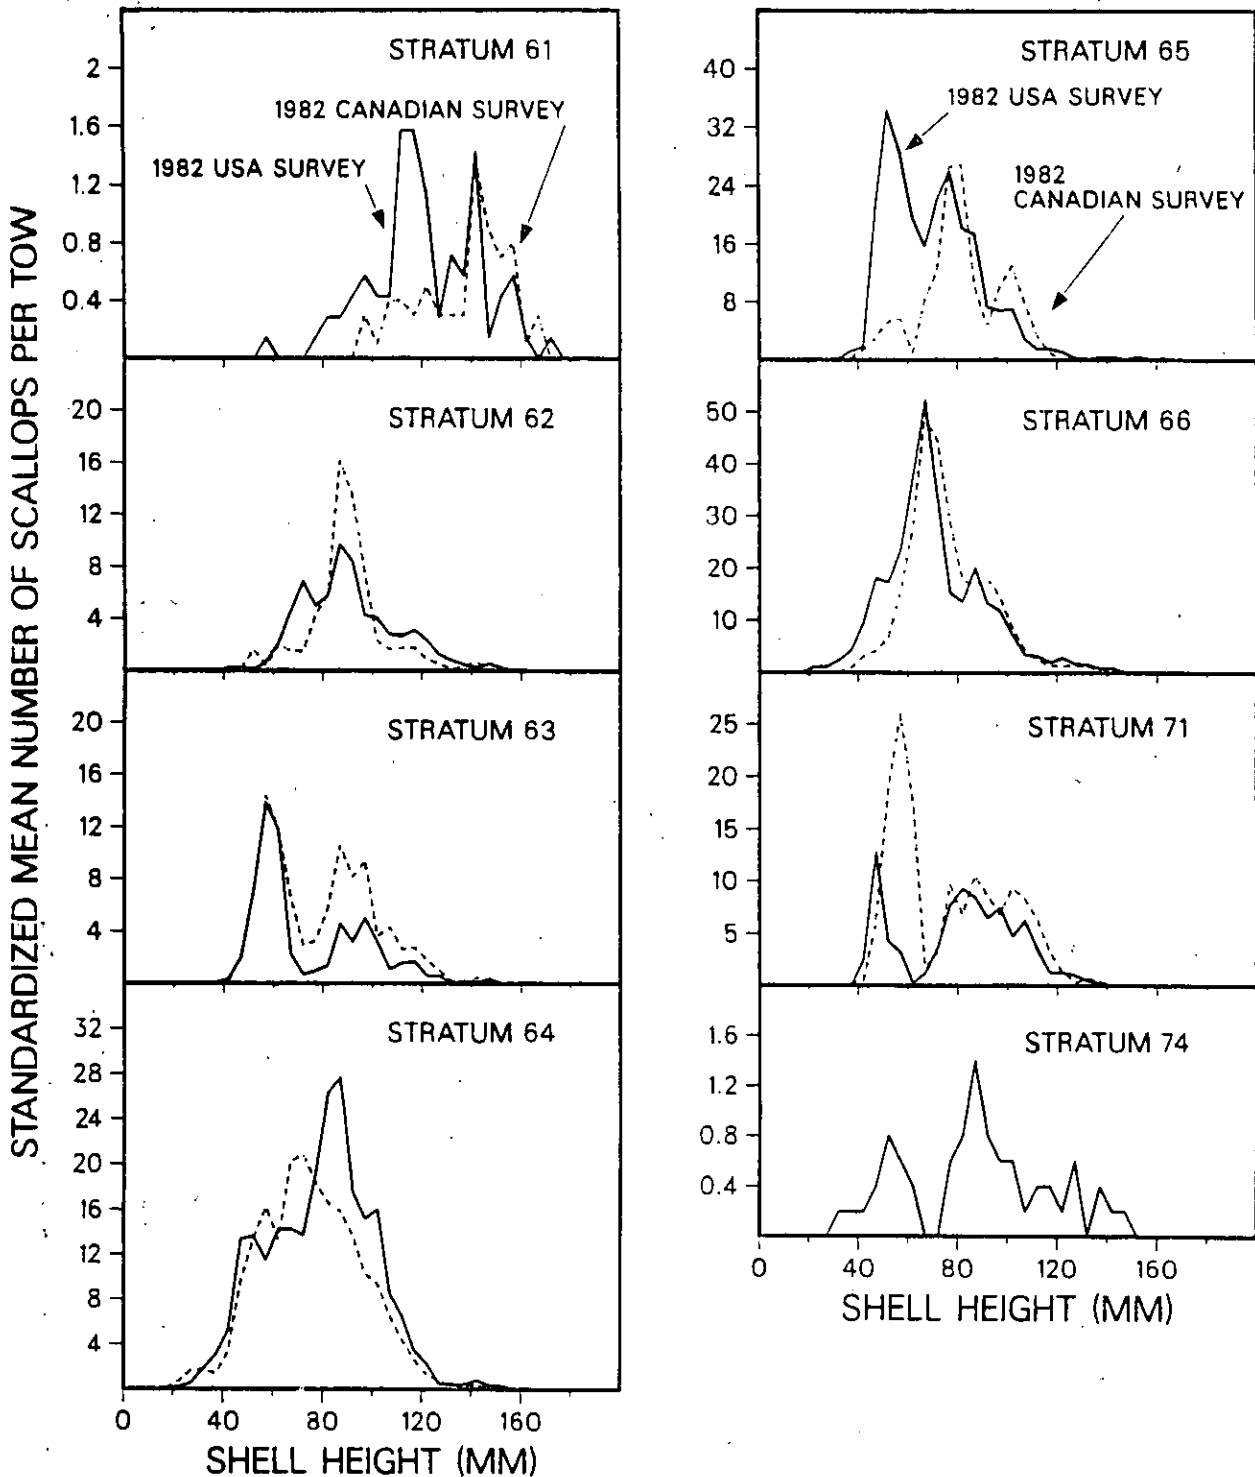 STANDARDIZED MEAN NUMBER OF SCALLOPS PER TOW
STRATUM 61
2
1.6
1.2
0.8
0.4
1982 CANADIAN SURVEY
1982 USA SURVEY
STRATUM 62
20
16
12
8
4
STRATUM 63
20
16
12
8
4
STRATUM 64
32
28
24
20
16
12
8
4
0 40 80 120 160
SHELL HEIGHT (MM)
STRATUM 65
40
32
24
16
8
1982 USA SURVEY
1982
CANADIAN SURVEY
STRATUM 66
50
40
30
20
10
STRATUM 71
25
20
15
10
5
STRATUM 74
1.6
1.2
0.8
0.4
0 40 80 120 160
SHELL HEIGHT (MM)